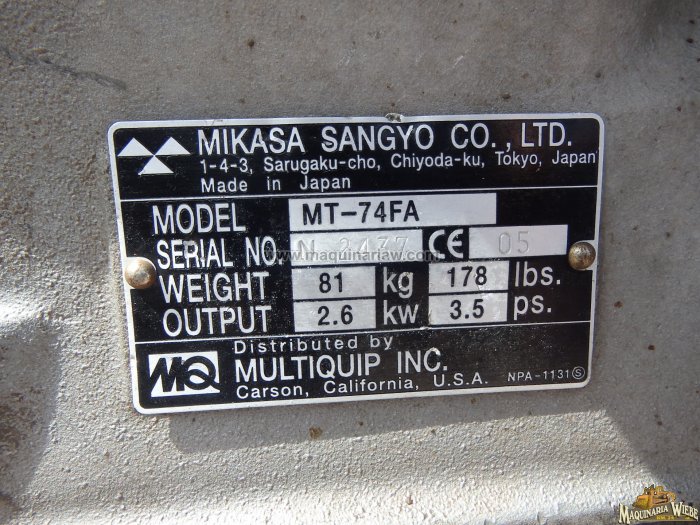 MIKASA SANGYO CO., LTD.
1-4-3, Sarugaku-cho, Chiyoda-ku, Tokyo, Japan
Made in Japan
MODEL MT-74FA
SERIAL NO. N 2437 CE 05
www.maquinariaw.com
WEIGHT 81 kg 178 lbs.
OUTPUT 2.6 kw 3.5 ps.
Distributed by
MQ MULTIQUIP INC.
Carson, California, U.S.A. NPA-1131Ⓢ
MAQUINARIA WIEBE